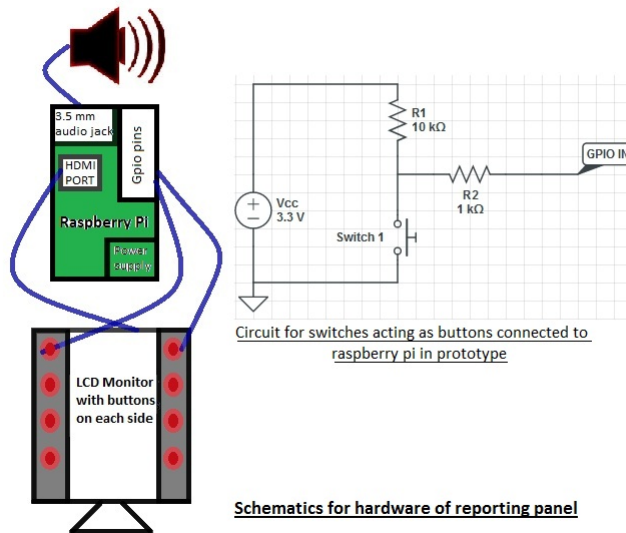 3.5 mm
audio jack
Gpio pins
HDMI
PORT
Raspberry Pi
Power
supply
LCD Monitor
with buttons
on each side
R1
10 kΩ
GPIO IN
R2
1 kΩ
Vcc
3.3 V
Switch 1
Circuit for switches acting as buttons connected to
raspberry pi in prototype
Schematics for hardware of reporting panel